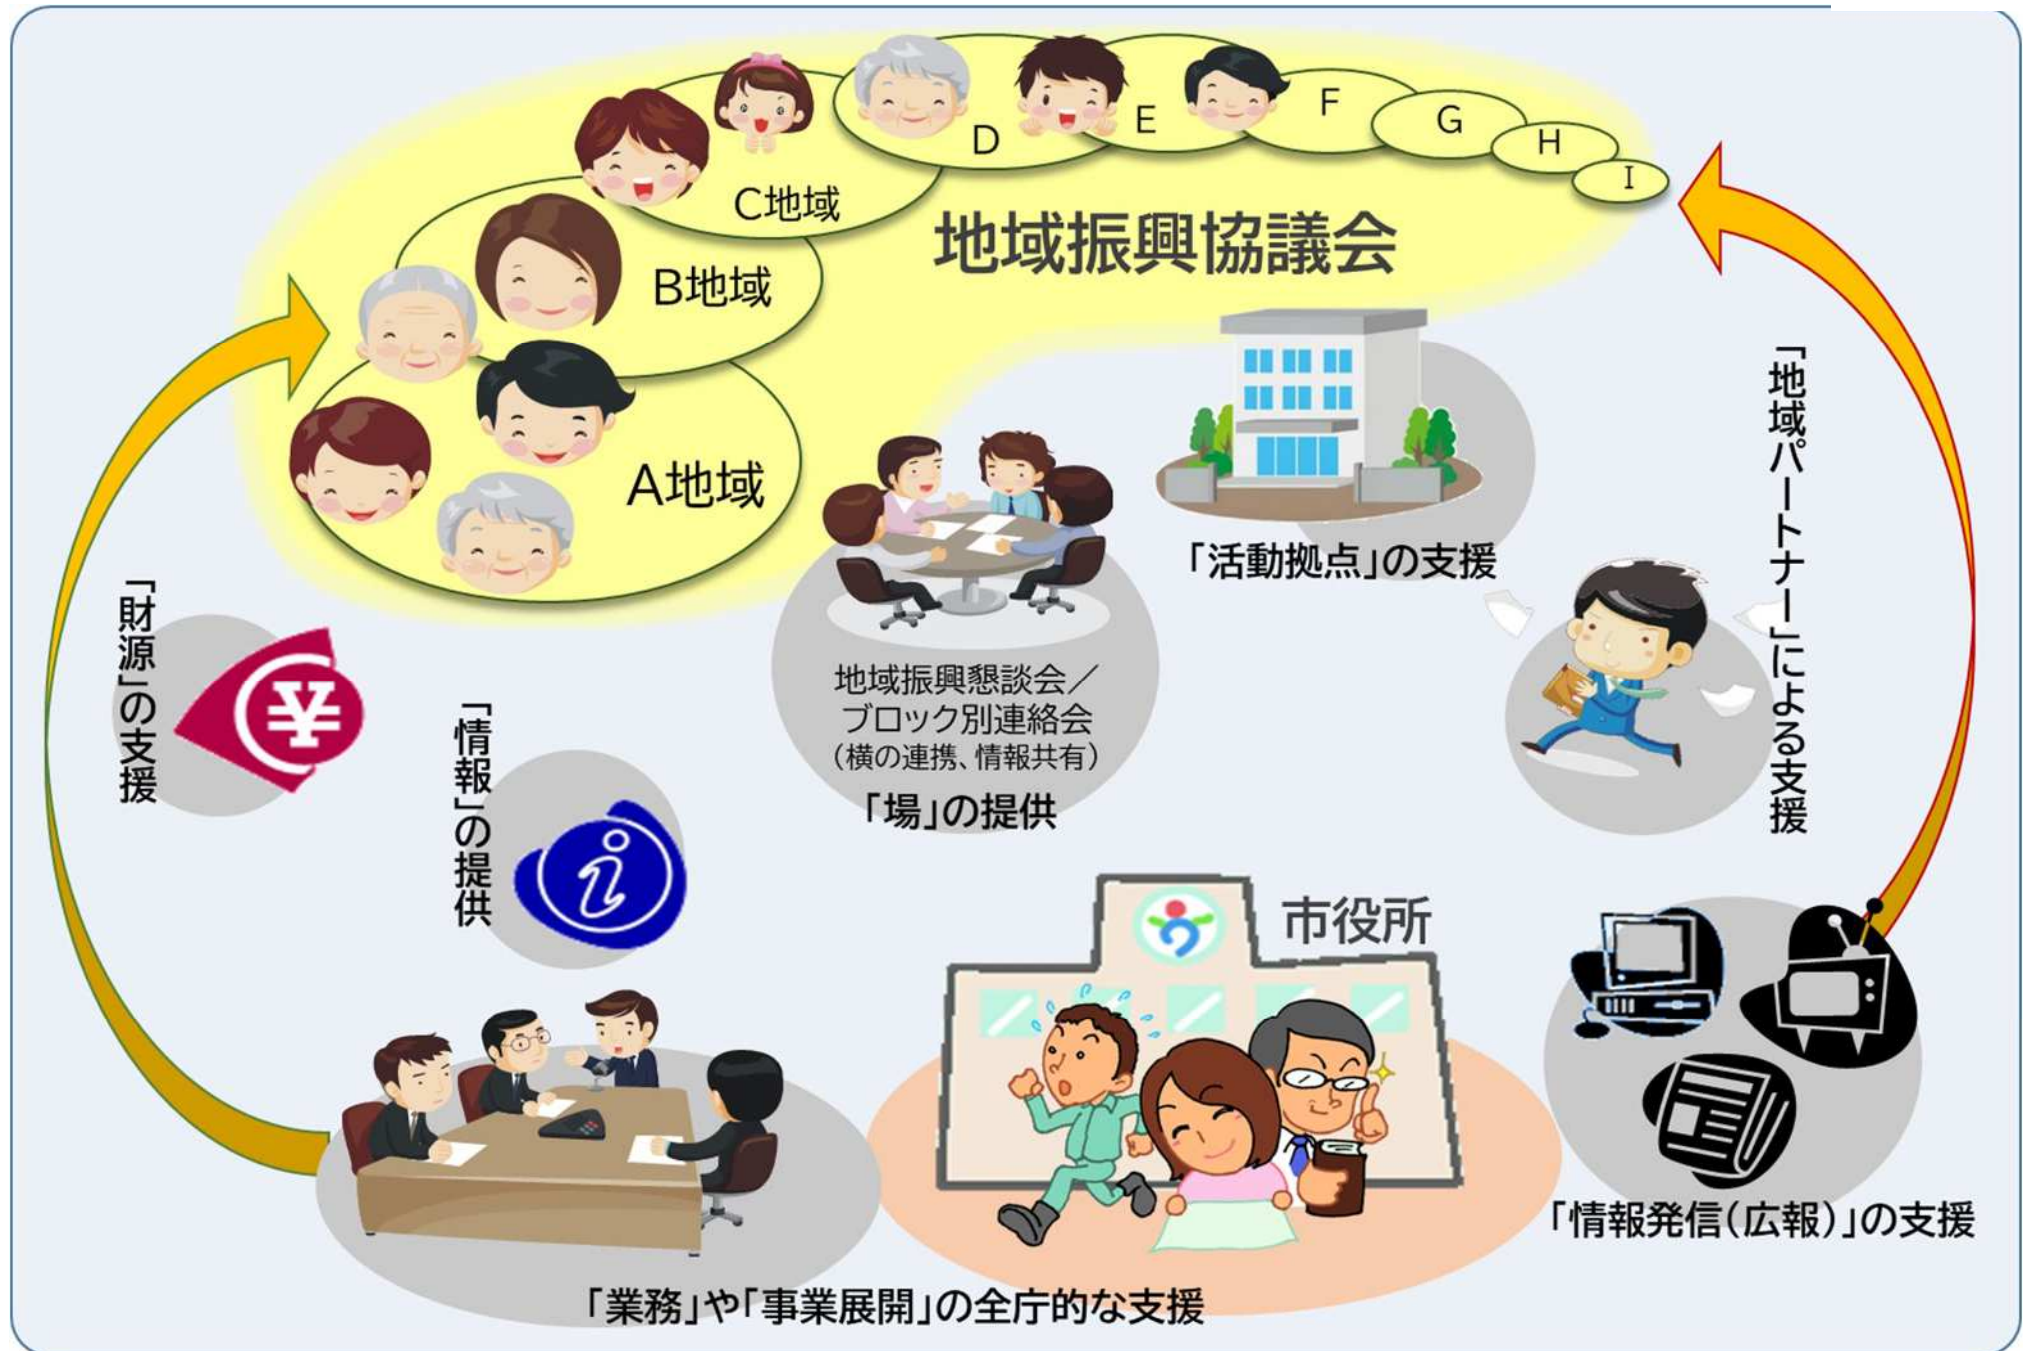 D
E
F
G
H
I
C地域
B地域
A地域
地域振興協議会
「活動拠点」の支援
「地域パートナー」による支援
「財源」の支援
¥
「情報」の提供
i
地域振興懇談会／
ブロック別連絡会
（横の連携、情報共有）
「場」の提供
市役所
「情報発信（広報）」の支援
「業務」や「事業展開」の全庁的な支援